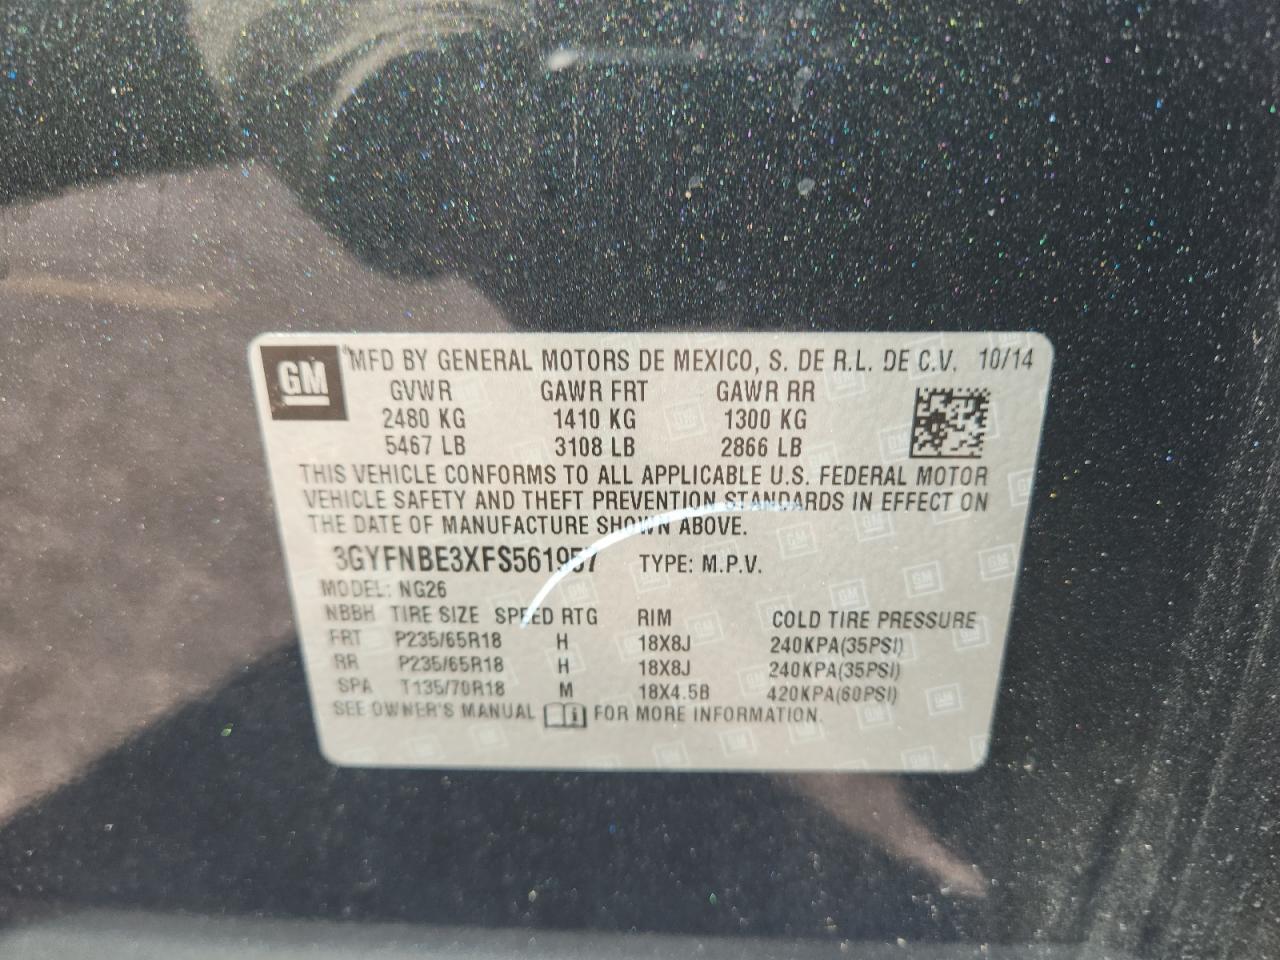 GM MFD BY GENERAL MOTORS DE MEXICO, S. DE R.L. DE C.V. 10/14
GVWR GAWR FRT GAWR RR
2480 KG 1410 KG 1300 KG
5467 LB 3108 LB 2866 LB
THIS VEHICLE CONFORMS TO ALL APPLICABLE U.S. FEDERAL MOTOR
VEHICLE SAFETY AND THEFT PREVENTION STANDARDS IN EFFECT ON
THE DATE OF MANUFACTURE SHOWN ABOVE.
3GYFNBE3XFS561957 TYPE: M.P.V.
MODEL: NG26
NBBH TIRE SIZE SPEED RTG RIM COLD TIRE PRESSURE
FRT P235/65R18 H 18X8J 240KPA(35PSI)
RR P235/65R18 H 18X8J 240KPA(35PSI)
SPA T135/70R18 M 18X4.5B 420KPA(60PSI)
SEE OWNER'S MANUAL FOR MORE INFORMATION.